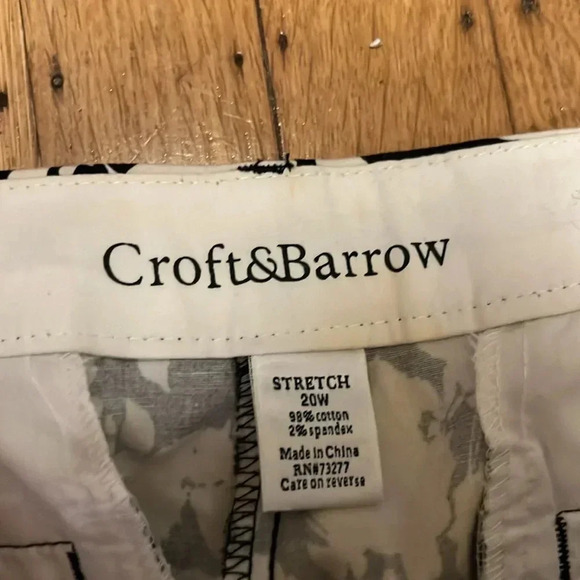 Croft&Barrow
STRETCH
20W
98% cotton
2% spandex
Made in China
RN#73277
Care on reverse